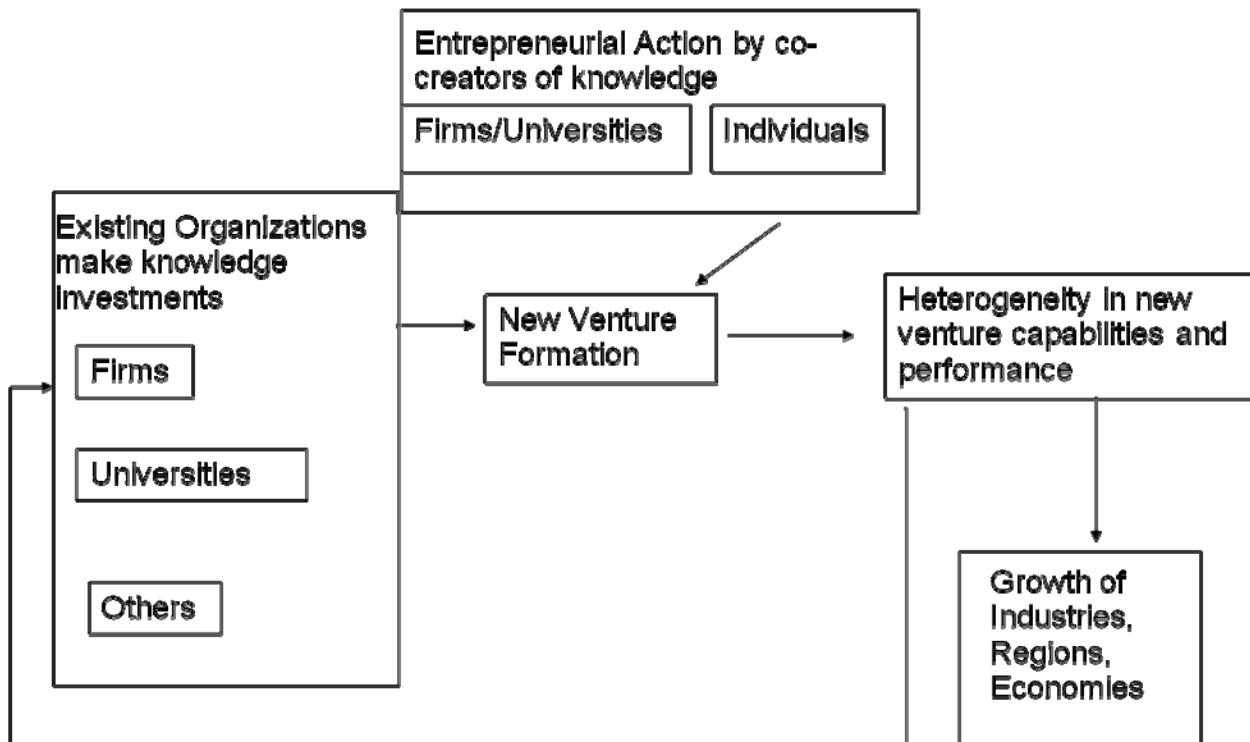 Entrepreneurial Action by co-
creators of knowledge
Firms/Universities
Individuals
Existing Organizations
make knowledge
investments
Firms
Universities
Others
New Venture
Formation
Heterogeneity in new
venture capabilities and
performance
Growth of
Industries,
Regions,
Economies